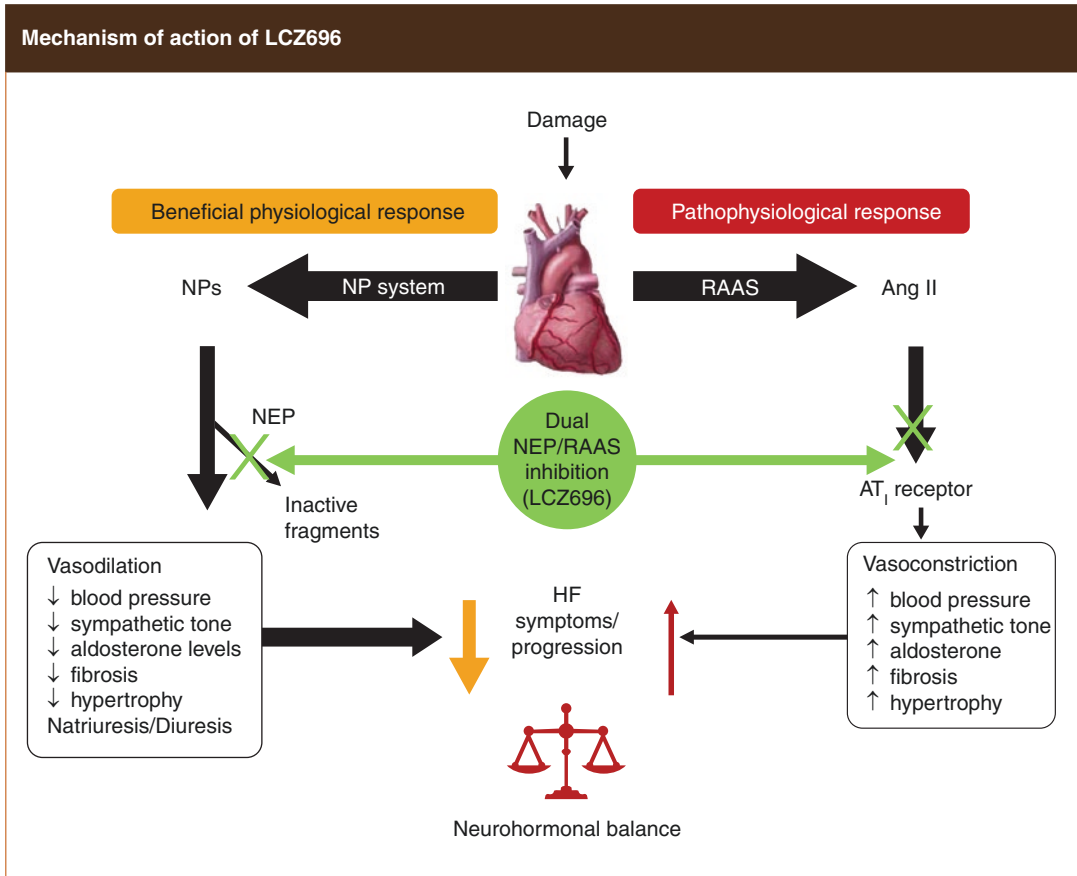 Mechanism of action of LCZ696
Damage
Beneficial physiological response
Pathophysiological response
NPs
NP system
RAAS
Ang II
NEP
Dual
NEP/RAAS
inhibition
(LCZ696)
Inactive
fragments
AT₁ receptor
Vasodilation
↓ blood pressure
↓ sympathetic tone
↓ aldosterone levels
↓ fibrosis
↓ hypertrophy
Natriuresis/Diuresis
HF
symptoms/
progression
Vasoconstriction
↑ blood pressure
↑ sympathetic tone
↑ aldosterone
↑ fibrosis
↑ hypertrophy
Neurohormonal balance